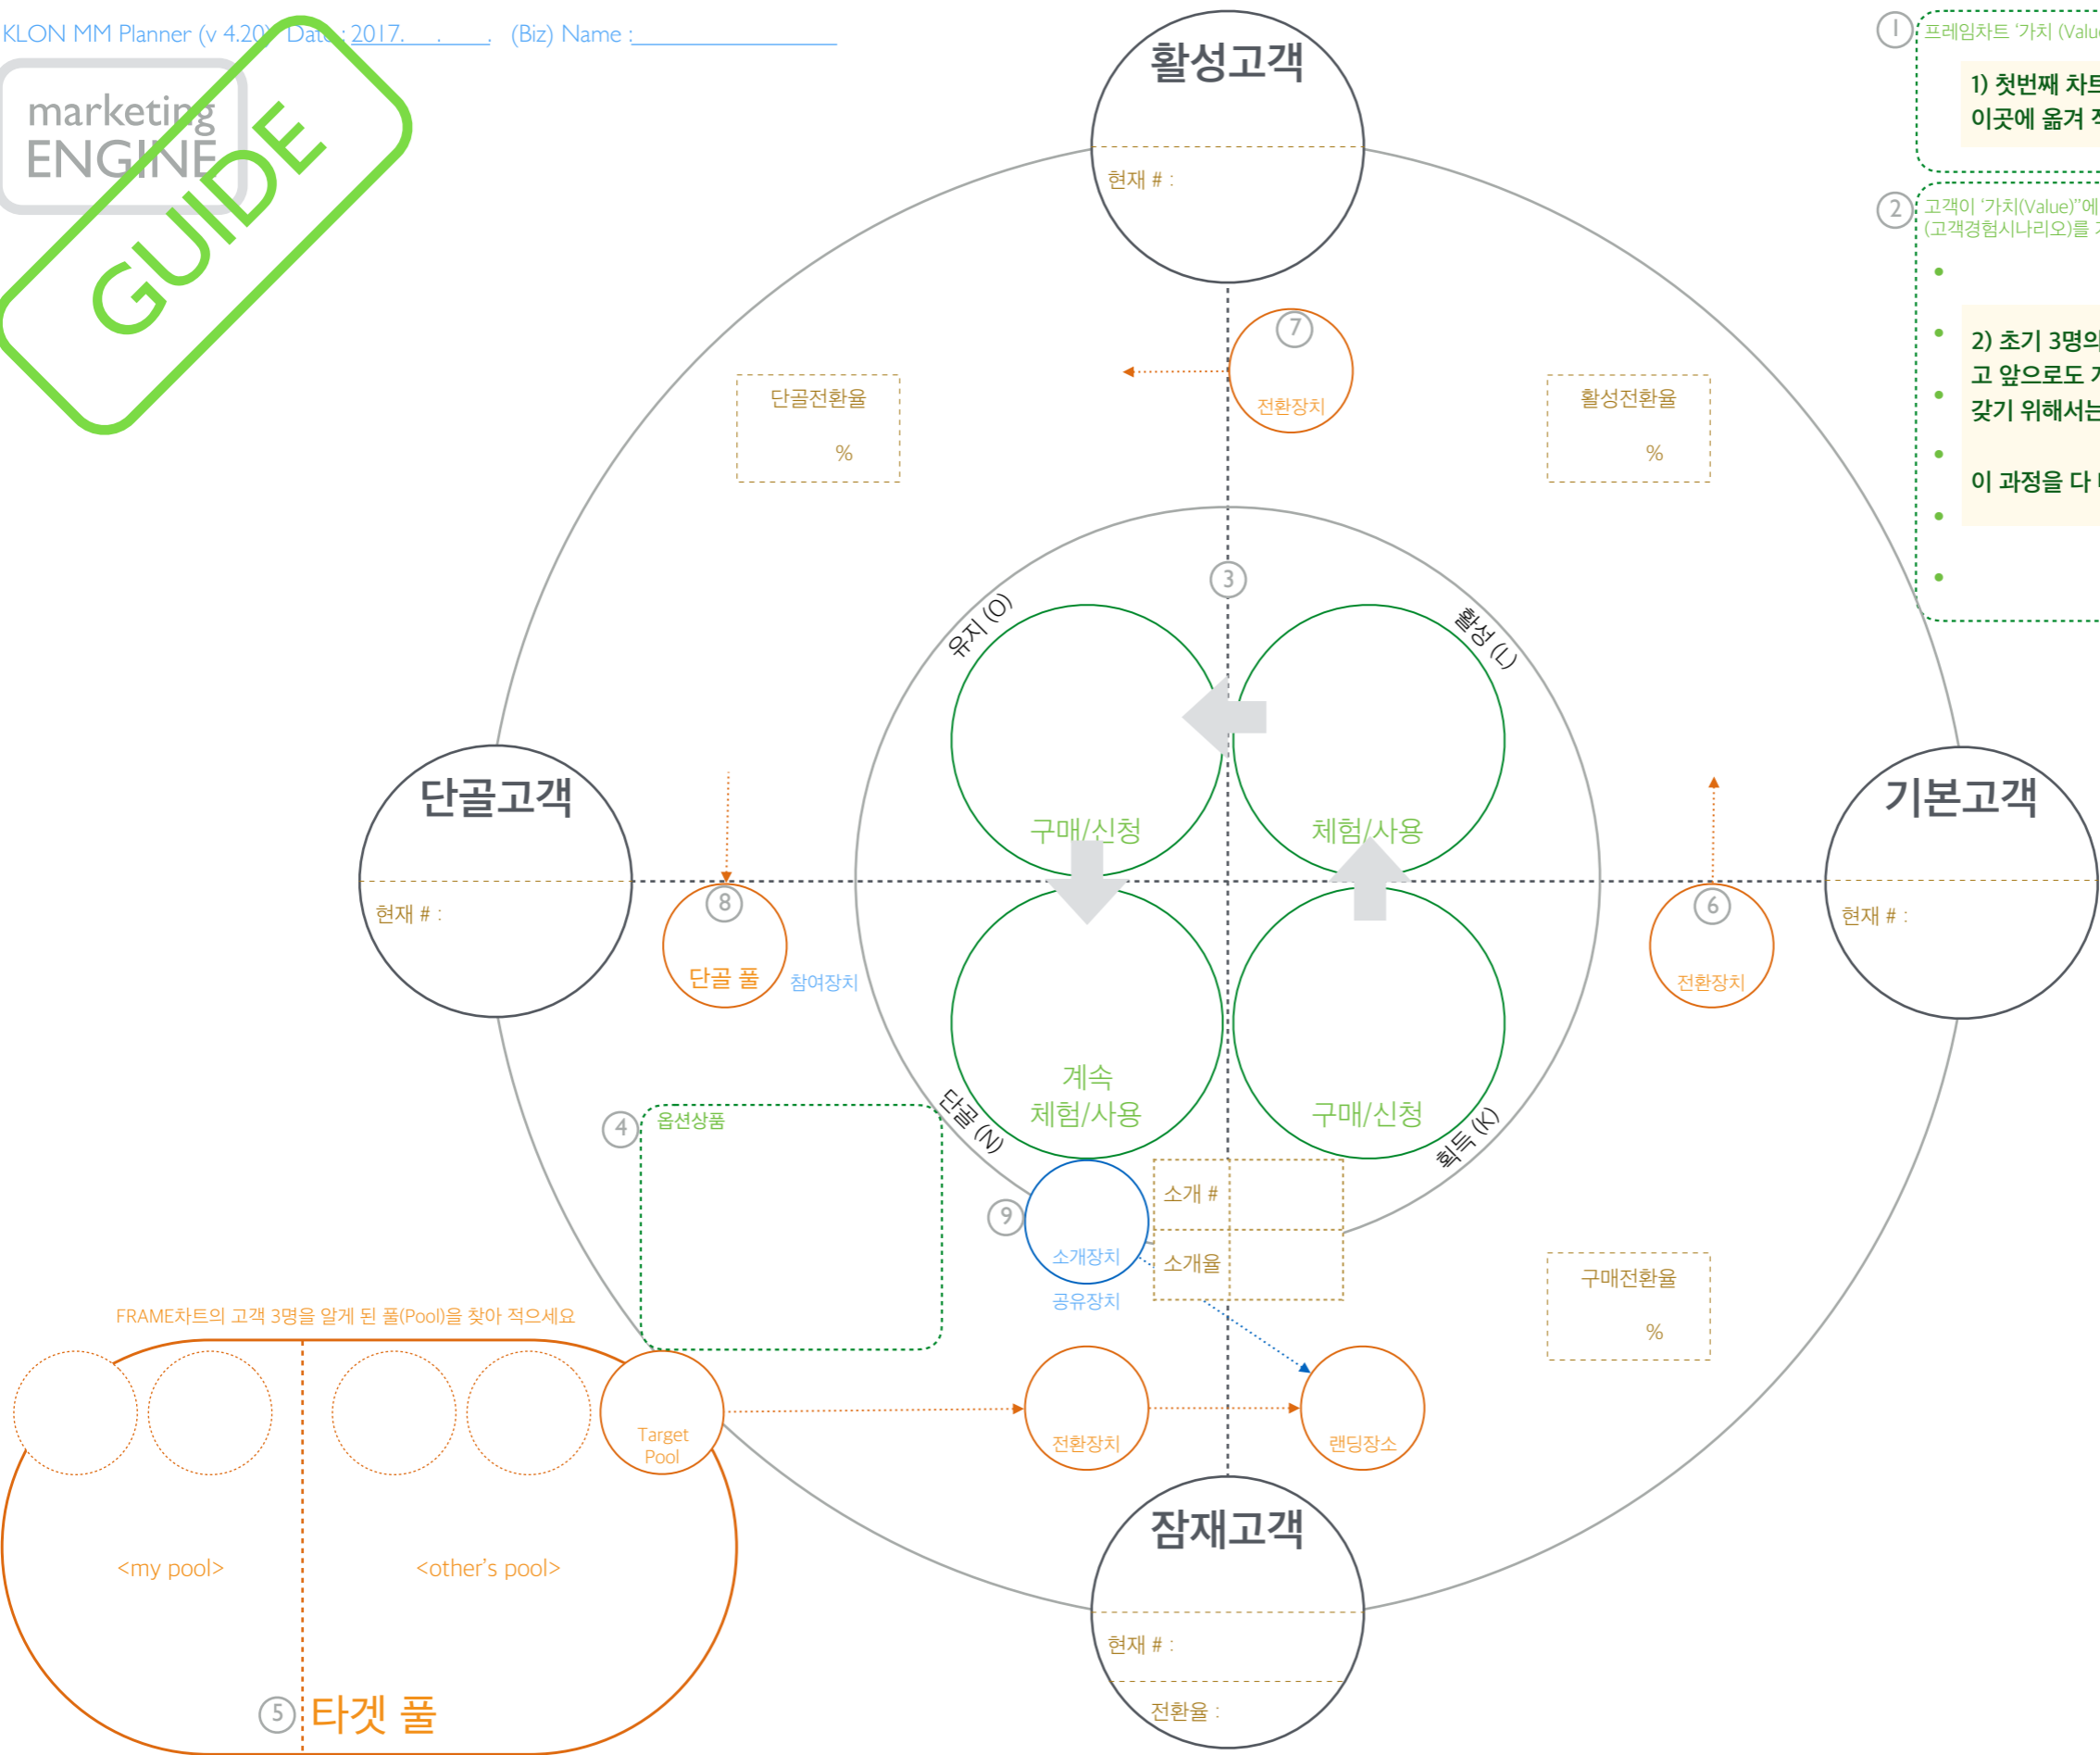 KLON MM Planner (v 4.20) Date : 2017. . . (Biz) Name :
marketing
ENGINE
GUIDE
활성고객
현재 # :
1
프레임차트 ‘가치 (Value
1) 첫번째 차트
이곳에 옮겨
2
고객이 ‘가치(Value)”에
(고객경험시나리오)를
2) 초기 3명의
고 앞으로도
갖기 위해서는
이 과정을 다
7
전환장치
단골전환율
%
활성전환율
%
3
유지 (O)
활성 (L)
구매/신청
체험/사용
단골고객
현재 # :
기본고객
현재 # :
8
단골 풀
참여장치
6
전환장치
계속
체험/사용
구매/신청
단골 (N)
획득 (K)
4
옵션상품
9
소개장치
공유장치
소개 #
소개율
구매전환율
%
FRAME차트의 고객 3명을 알게 된 풀(Pool)을 찾아 적으세요
Target
Pool
전환장치
랜딩장소
<my pool>
<other’s pool>
5
타겟 풀
잠재고객
현재 # :
전환율 :